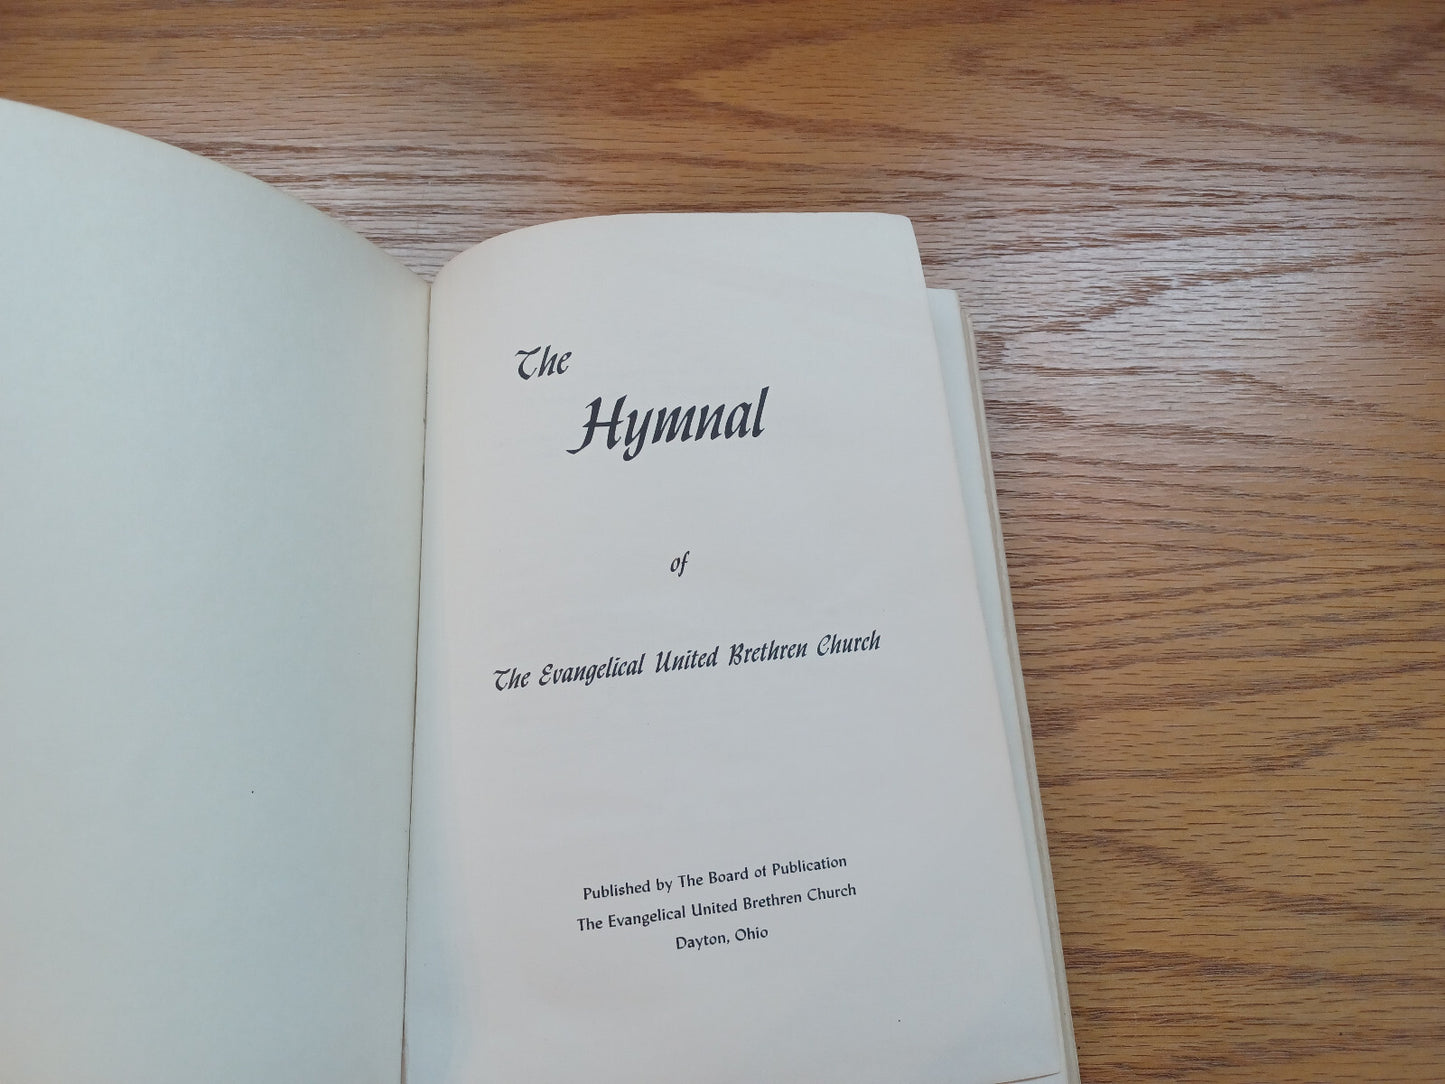 The
Hymnal
of
The Evangelical United Brethren Church
Published by The Board of Publication
The Evangelical United Brethren Church
Dayton, Ohio